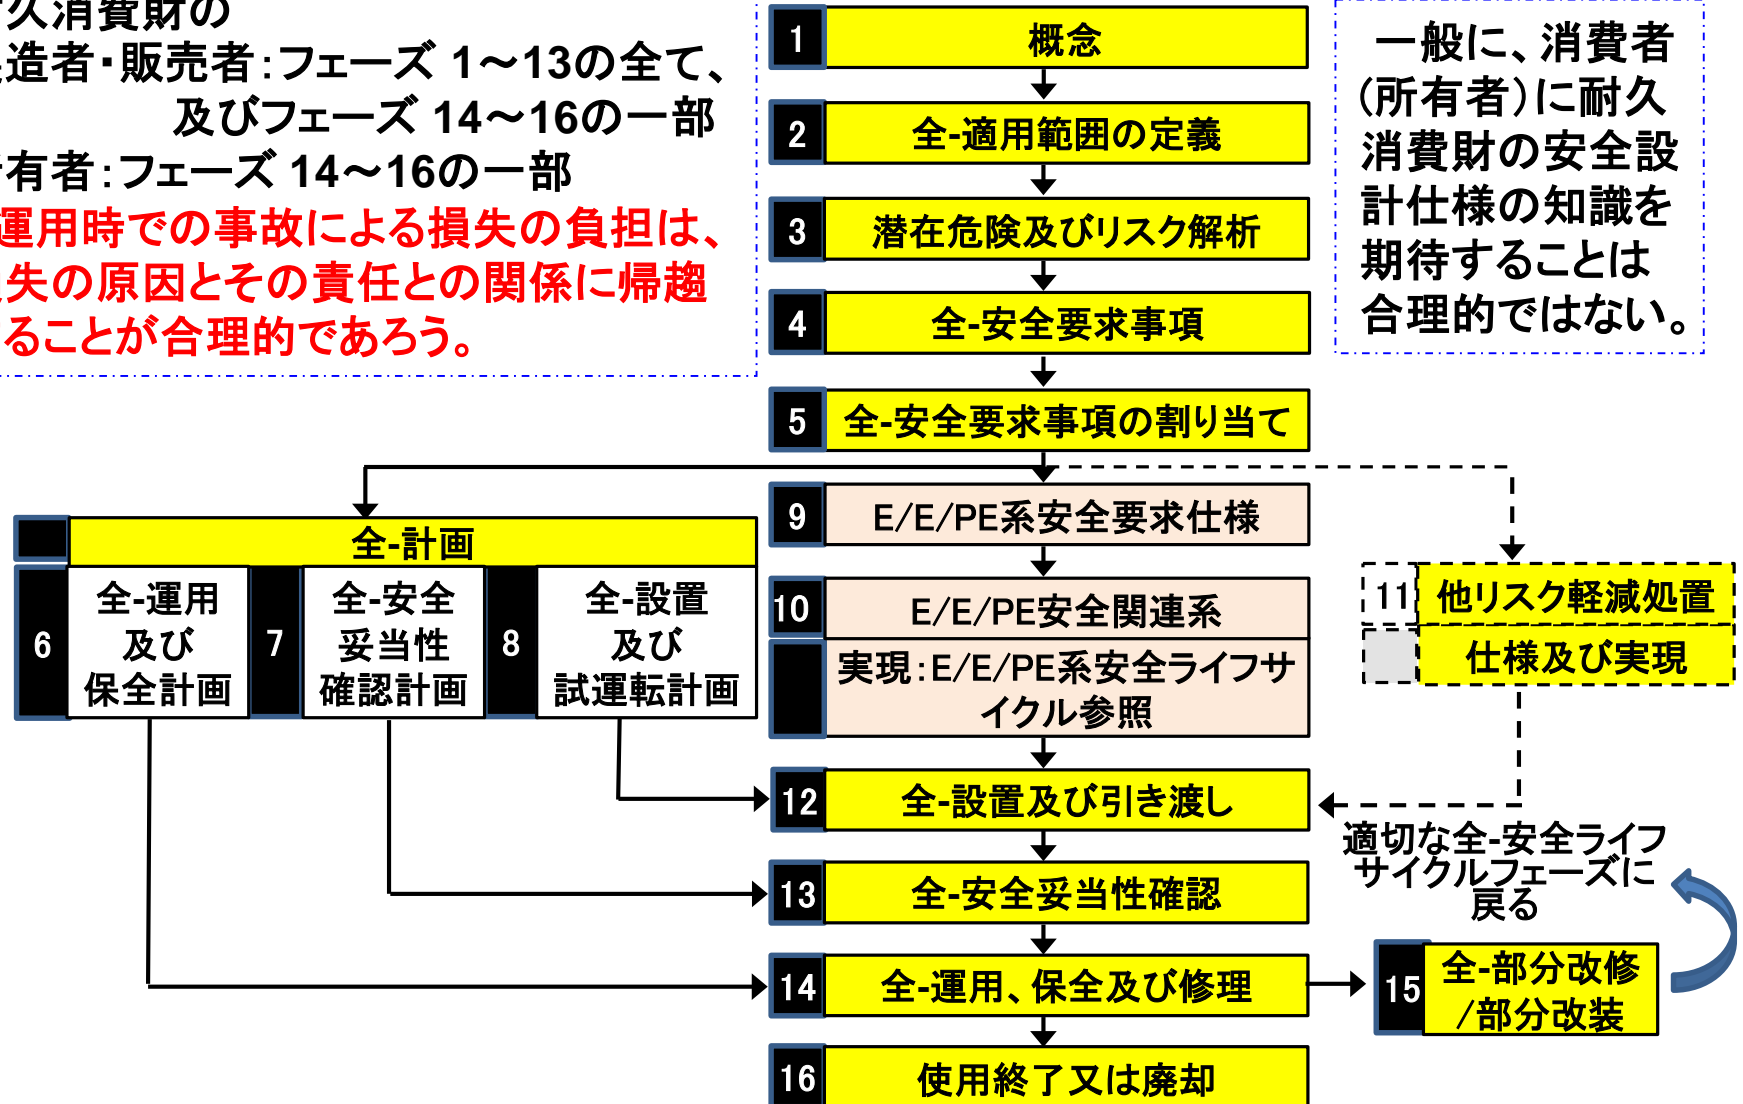 久消費財の
造者・販売者：フェーズ 1～13の全て、
及びフェーズ 14～16の一部
有者：フェーズ 14～16の一部
運用時での事故による損失の負担は、
失の原因とその責任との関係に帰趨
ることが合理的であろう。
一般に、消費者
（所有者）に耐久
消費財の安全設
計仕様の知識を
期待することは
合理的ではない。
1 概念
2 全-適用範囲の定義
3 潜在危険及びリスク解析
4 全-安全要求事項
5 全-安全要求事項の割り当て
全-計画
6 全-運用
及び
保全計画
7 全-安全
妥当性
確認計画
8 全-設置
及び
試運転計画
9 E/E/PE系安全要求仕様
10 E/E/PE安全関連系
実現：E/E/PE系安全ライフサ
イクル参照
11 他リスク軽減処置
仕様及び実現
12 全-設置及び引き渡し
適切な全-安全ライフ
サイクルフェーズに
戻る
13 全-安全妥当性確認
14 全-運用、保全及び修理
15 全-部分改修
/部分改装
16 使用終了又は廃却